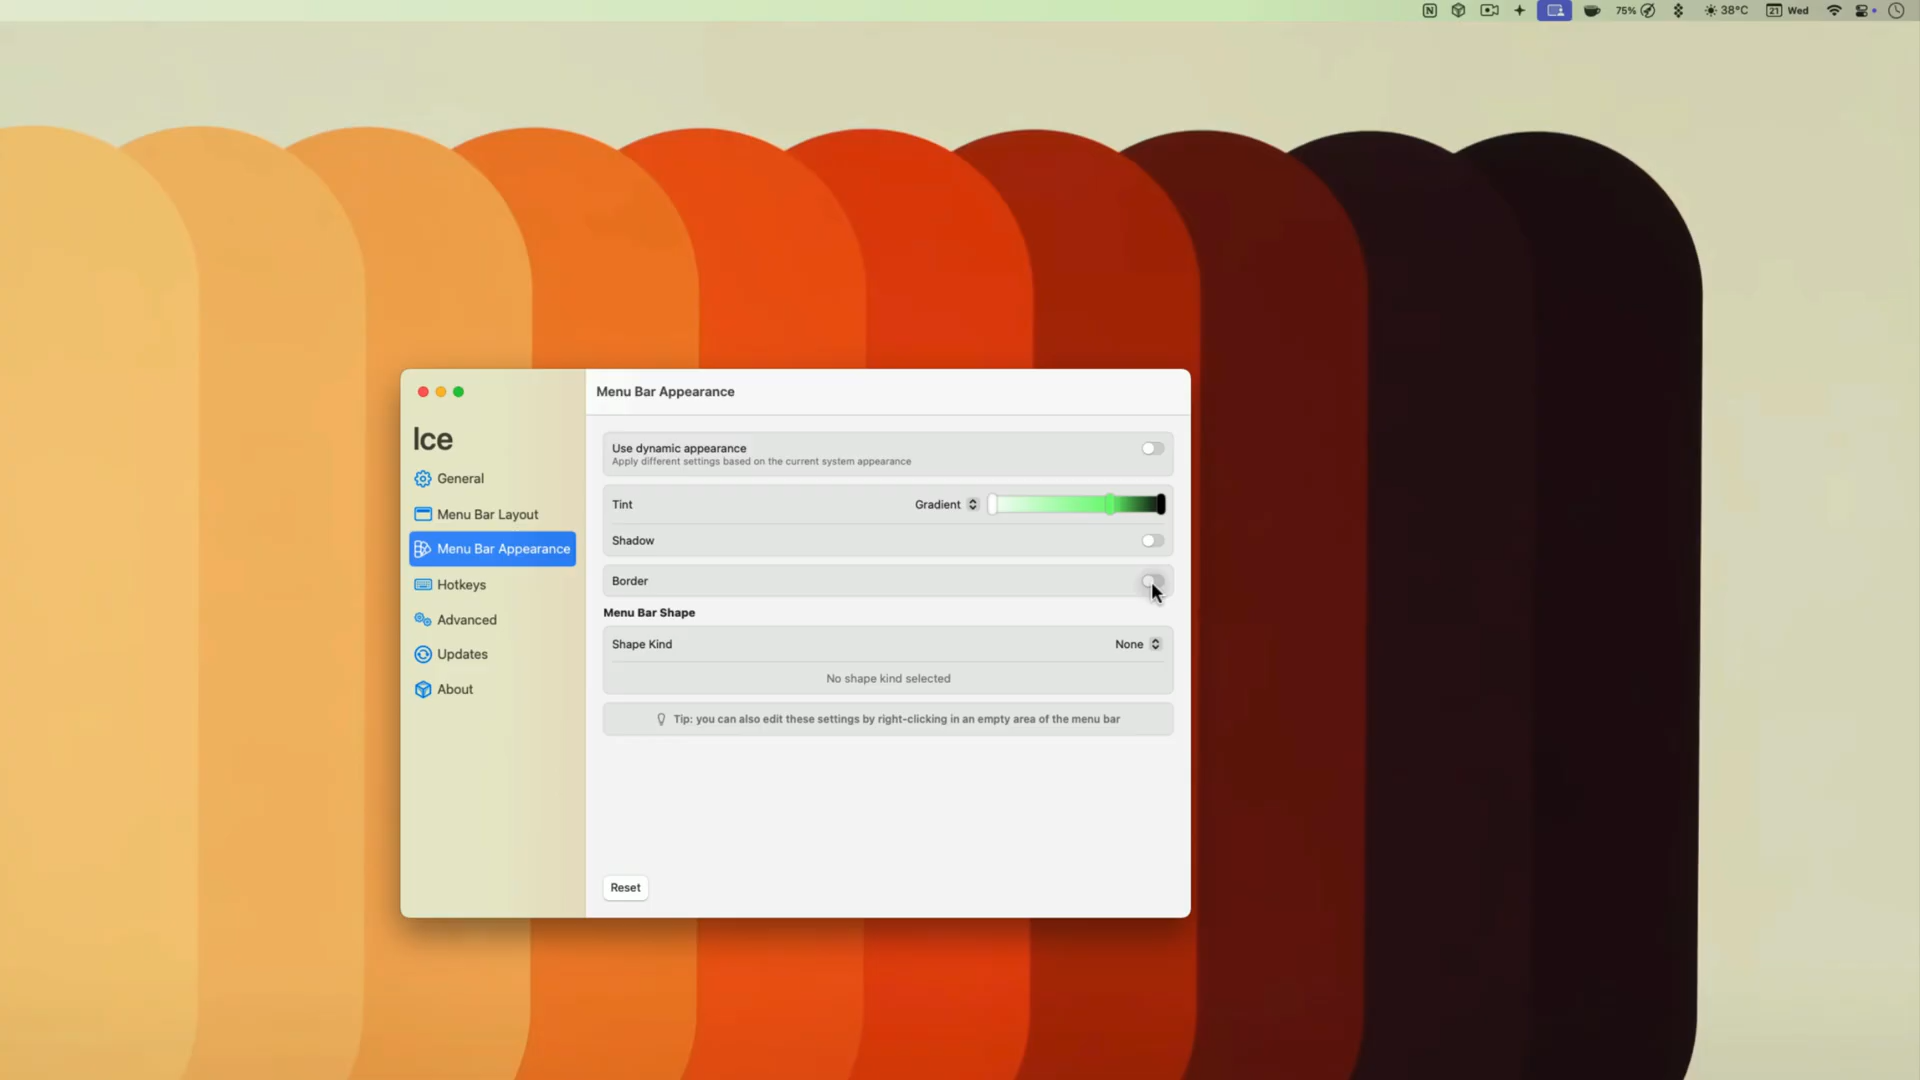 N
75%
38°C
21 Wed
Menu Bar Appearance
Ice
General
Menu Bar Layout
Menu Bar Appearance
Hotkeys
Advanced
Updates
About
Use dynamic appearance
Apply different settings based on the current system appearance
Tint
Gradient
Shadow
Border
Menu Bar Shape
Shape Kind
None
No shape kind selected
Tip: you can also edit these settings by right-clicking in an empty area of the menu bar
Reset